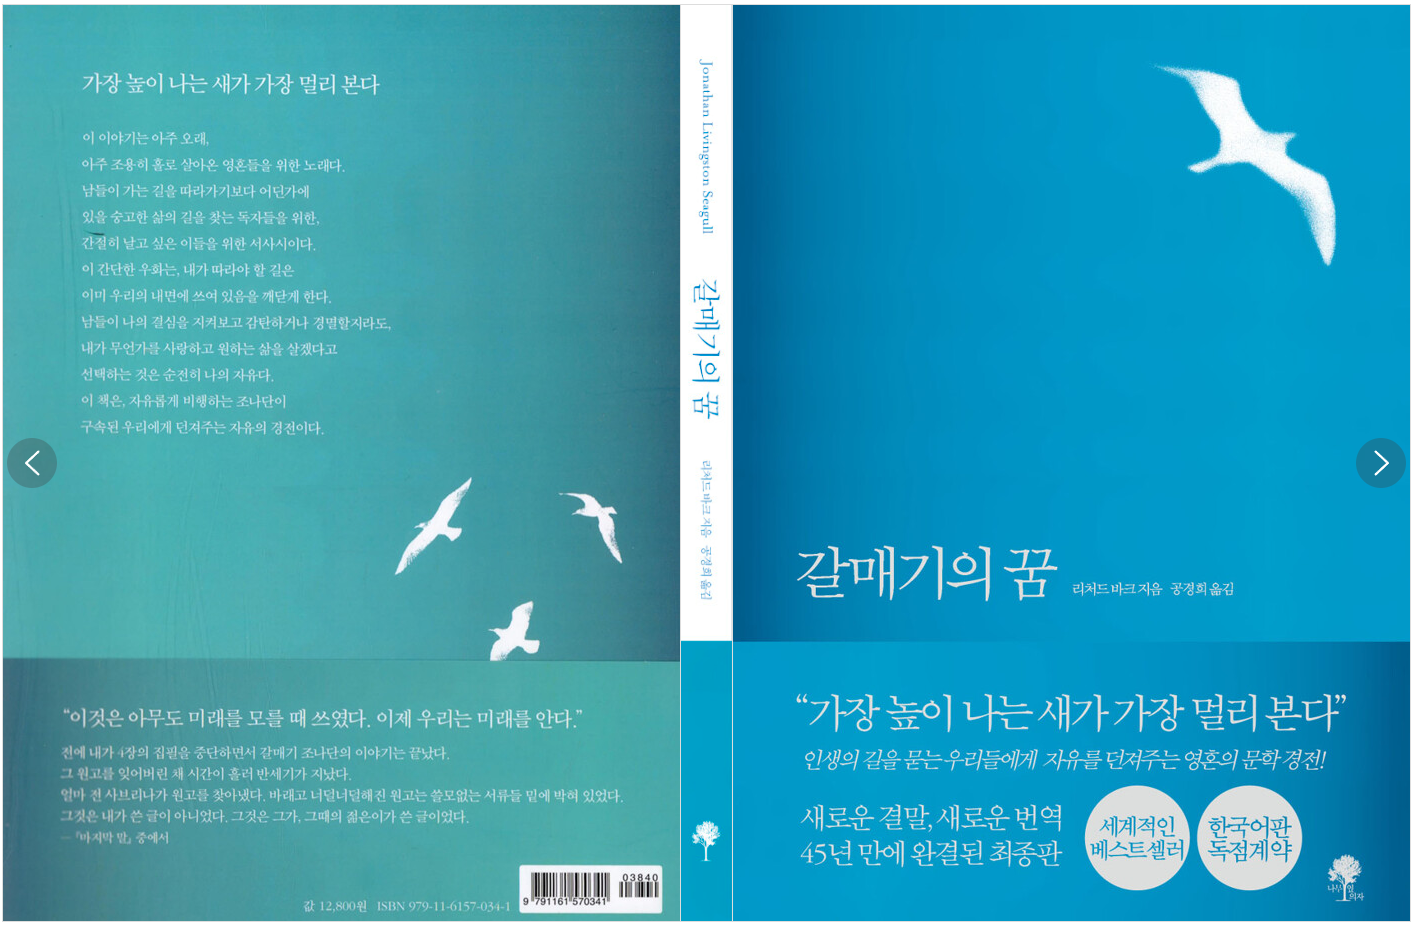 가장 높이 나는 새가 가장 멀리 본다
이 이야기는 아주 오래,
아주 조용히 홀로 살아온 영혼들을 위한 노래다.
남들이 가는 길을 따라가기보다 어딘가에
있을 숭고한 삶의 길을 찾는 독자들을 위한,
간절히 날고 싶은 이들을 위한 서사시이다.
이 간단한 우화는, 내가 따라야 할 길은
이미 우리의 내면에 쓰여 있음을 깨닫게 한다.
남들이 나의 결심을 지켜보고 감탄하거나 경멸할지라도,
내가 무언가를 사랑하고 원하는 삶을 살겠다고
선택하는 것은 순전히 나의 자유다.
이 책은, 자유롭게 비행하는 조나단이
구속된 우리에게 던져주는 자유의 경전이다.
“이것은 아무도 미래를 모를 때 쓰였다. 이제 우리는 미래를 안다.”
전에 내가 4장의 집필을 중단하면서 갈매기 조나단의 이야기는 끝났다.
그 원고를 잊어버린 채 시간이 흘러 반세기가 지났다.
얼마 전 사브리나가 원고를 찾아냈다. 바래고 너덜너덜해진 원고는 쓸모없는 서류들 밑에 박혀 있었다.
그것은 내가 쓴 글이 아니었다. 그것은 그가, 그때의 젊은이가 쓴 글이었다.
―『마지막 말』 중에서
값 12,800원 ISBN 979-11-6157-034-1
03840
9 791161 570341
Jonathan Livingston Seagull
갈매기의 꿈
리처드 바크 지음 공경희 옮김
갈매기의 꿈
리처드 바크 지음 공경희 옮김
“가장 높이 나는 새가 가장 멀리 본다”
인생의 길을 묻는 우리들에게 자유를 던져주는 영혼의 문학 경전!
새로운 결말, 새로운 번역
45년 만에 완결된 최종판
세계적인
베스트셀러
한국어판
독점계약
나무옆
의자